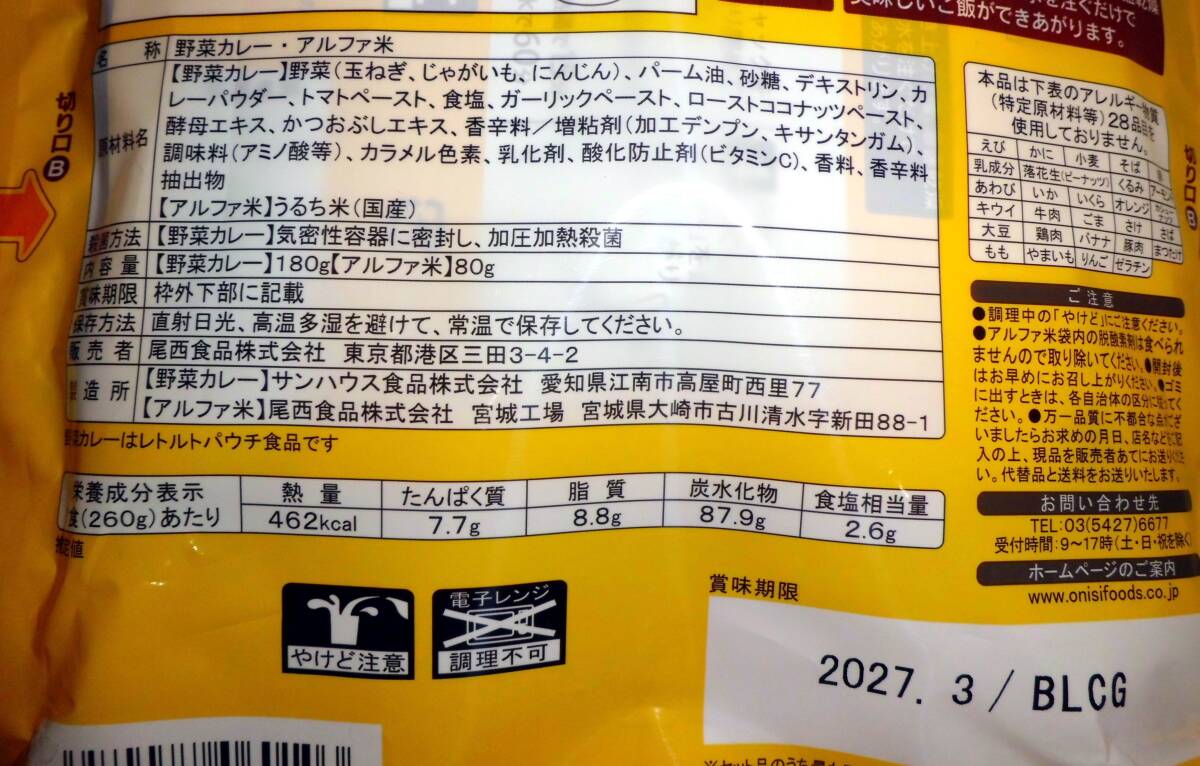 を注ぐだけで
美味しいご飯ができあがります。
名 称 野菜カレー・アルファ米
原材料名
【野菜カレー】野菜(玉ねぎ、じゃがいも、にんじん)、パーム油、砂糖、デキストリン、カ
レーパウダー、トマトペースト、食塩、ガーリックペースト、ローストココナッツペースト、
酵母エキス、かつおぶしエキス、香辛料/増粘剤(加工デンプン、キサンタンガム)、
調味料(アミノ酸等)、カラメル色素、乳化剤、酸化防止剤(ビタミンC)、香料、香辛料
抽出物
【アルファ米】うるち米(国産)
殺菌方法 【野菜カレー】気密性容器に密封し、加圧加熱殺菌
内容量 【野菜カレー】180g【アルファ米】80g
賞味期限 枠外下部に記載
保存方法 直射日光、高温多湿を避けて、常温で保存してください。
販売者 尾西食品株式会社 東京都港区三田3-4-2
製造所
【野菜カレー】サンハウス食品株式会社 愛知県江南市高屋町西里77
【アルファ米】尾西食品株式会社 宮城工場 宮城県大崎市古川清水字新田88-1
野菜カレーはレトルトパウチ食品です
栄養成分表示 熱量 たんぱく質 脂質 炭水化物 食塩相当量
食(260g)あたり 462kcal 7.7g 8.8g 87.9g 2.6g
推定値
切り口B
やけど注意
電子レンジ
調理不可
賞味期限
2027. 3 / BLCG
本品は下表のアレルギー物質
(特定原材料等)28品目を
使用しておりません。
えび かに 小麦 そば
乳成分 落花生(ピーナッツ) くるみ アーモンド
あわび いか いくら オレンジ
キウイ 牛肉 ごま さけ さば
大豆 鶏肉 バナナ 豚肉 まつたけ
もも やまいも りんご ゼラチン
ご注意
●調理中の「やけど」にご注意ください。
●アルファ米袋内の脱酸素剤は食べられ
ませんので取り除いてください。●開封後
はお早めにお召し上がりください。●ゴミ
に出すときは、各自治体の区分に従ってく
ださい。●万一品質に不都合な点がござ
いましたらお求めの月日、店名などをご記
入の上、現品を販売者あてにお送りくださ
い。代替品と送料をお送りいたします。
お問い合わせ先
TEL:03(5427)6677
受付時間:9〜17時(土・日・祝を除く)
ホームページのご案内
www.onisifoods.co.jp
切り口